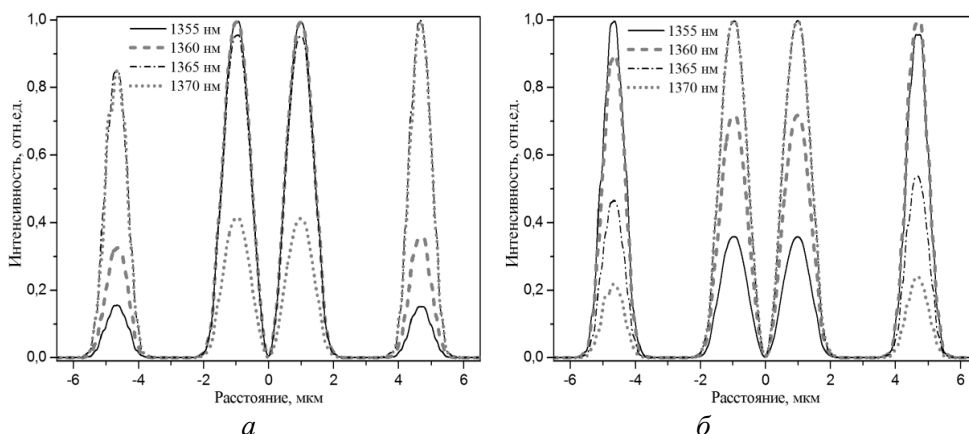 1355 нм
1360 нм
1365 нм
1370 нм
Интенсивность, отн.ед.
1,0
0,8
0,6
0,4
0,2
0,0
-6 -4 -2 0 2 4 6
Расстояние, мкм
а
1355 нм
1360 нм
1365 нм
1370 нм
Интенсивность, отн.ед.
1,0
0,8
0,6
0,4
0,2
0,0
-6 -4 -2 0 2 4 6
Расстояние, мкм
б